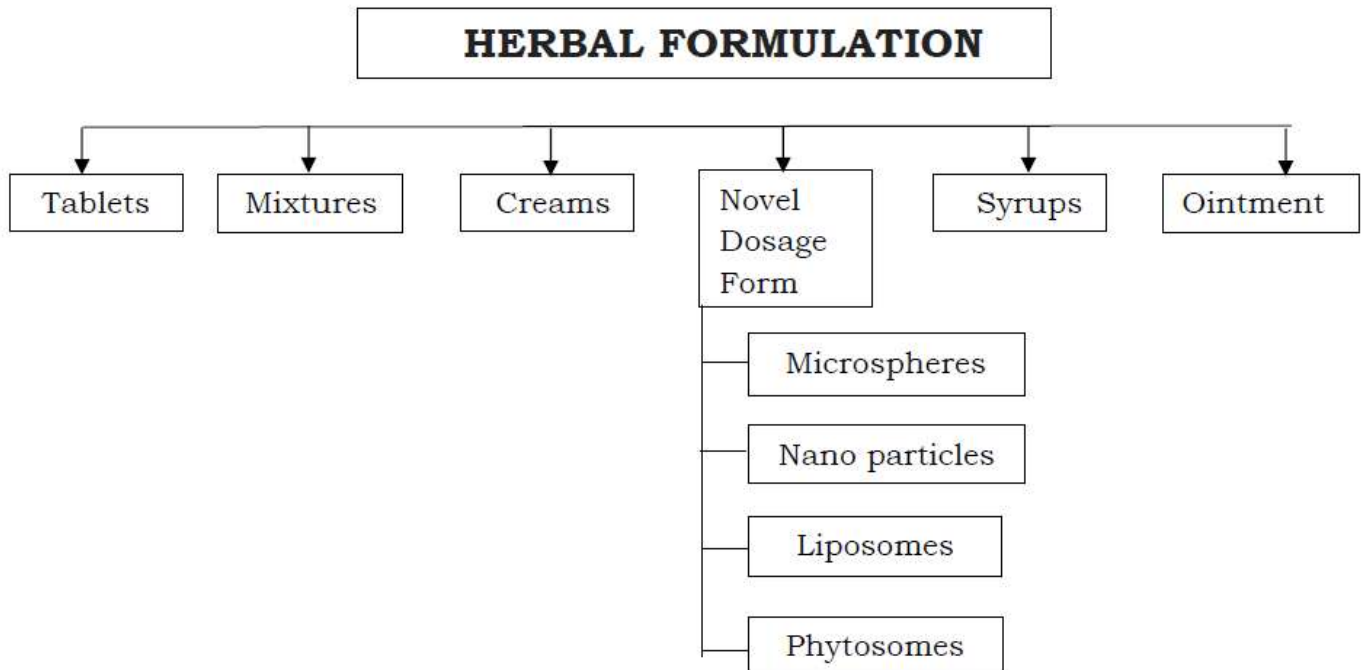 HERBAL FORMULATION
Tablets
Mixtures
Creams
Novel
Dosage
Form
Syrups
Ointment
Microspheres
Nano particles
Liposomes
Phytosomes